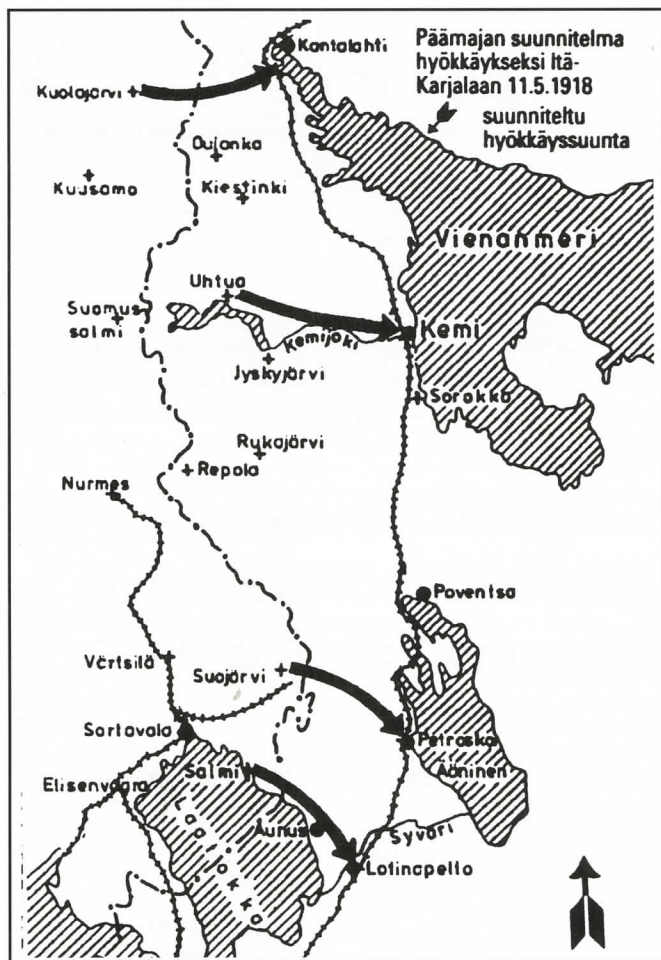 Kantalahti
Päämajan suunnitelma
hyökkäykseksi Itä-
Karjalaan 11.5.1918
suunniteltu
hyökkäyssuunta
Kuolajärvi
Oulanka
Kuusamo
Kiestinki
Vienanmeri
Uhtua
Suomus
salmi
Kemijoki
Kemi
Jyskyjärvi
Sorokka
Rukajärvi
Repola
Nurmes
Poventsa
Värtsilä
Suojärvi
Sortavala
Petroska
Elisenvaara
Salmi
Ääninen
Laatokka
Aunus
Syväri
Lotinapelto